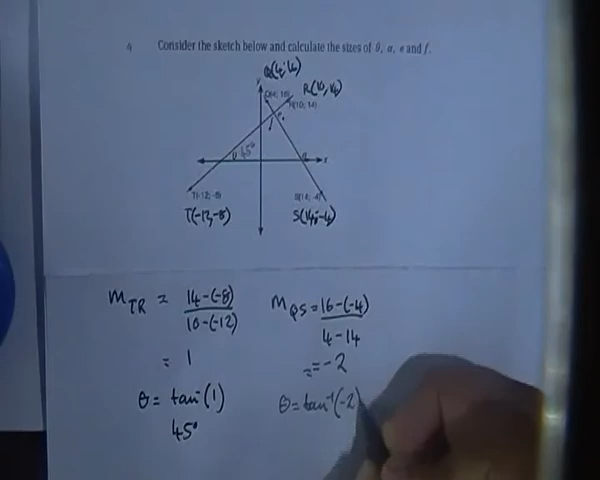 4 Consider the sketch below and calculate the sizes of θ, α, e and f.
Q(4; 16)
y
Q(4; 16)
R(10, 14)
R(10; 14)
θ 45°
x
T(-12; -8)
S(14; -4)
T(-12; -8)
S(14; -4)
m_TR = 14-(-8) / 10-(-12)
m_QS = 16-(-4) / 4-14
= 1
= = -2
θ = tan⁻¹(1)
θ = tan⁻¹(-2)
45°